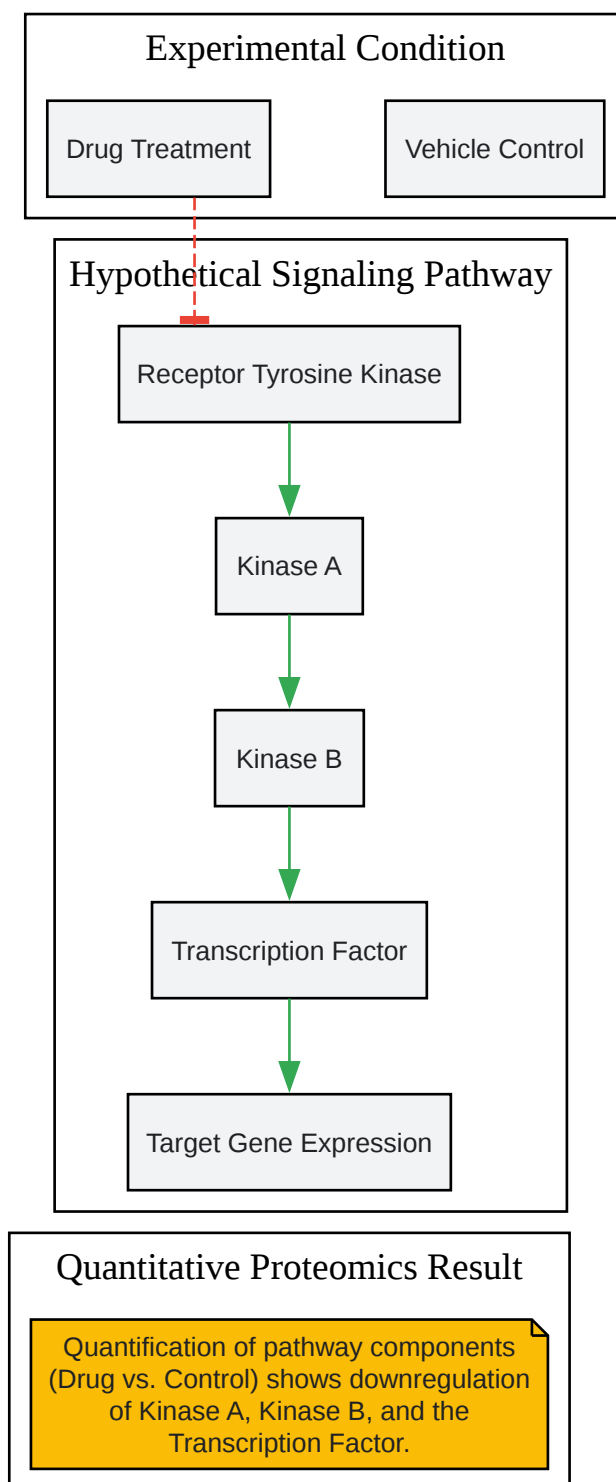 Experimental Condition
Drug Treatment
Vehicle Control
Hypothetical Signaling Pathway
Receptor Tyrosine Kinase
Kinase A
Kinase B
Transcription Factor
Target Gene Expression
Quantitative Proteomics Result
Quantification of pathway components
(Drug vs. Control) shows downregulation
of Kinase A, Kinase B, and the
Transcription Factor.